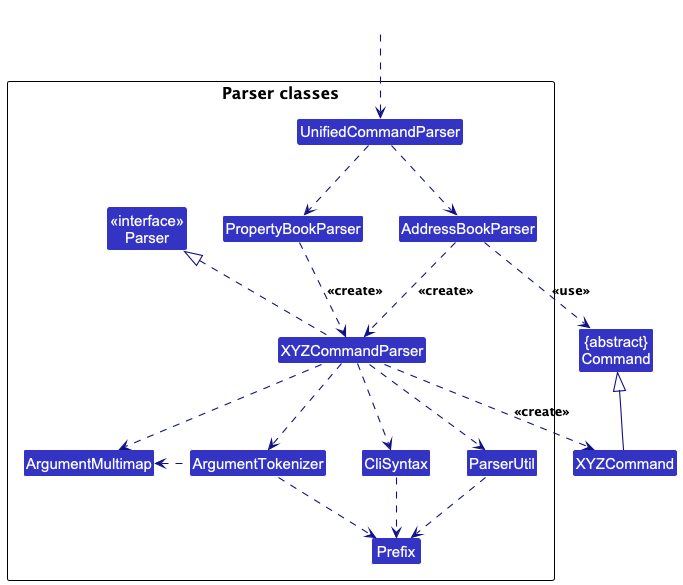 Parser classes
UnifiedCommandParser
«interface»
Parser
PropertyBookParser
AddressBookParser
«create»
«create»
«use»
XYZCommandParser
{abstract}
Command
«create»
ArgumentMultimap
ArgumentTokenizer
CliSyntax
ParserUtil
XYZCommand
Prefix